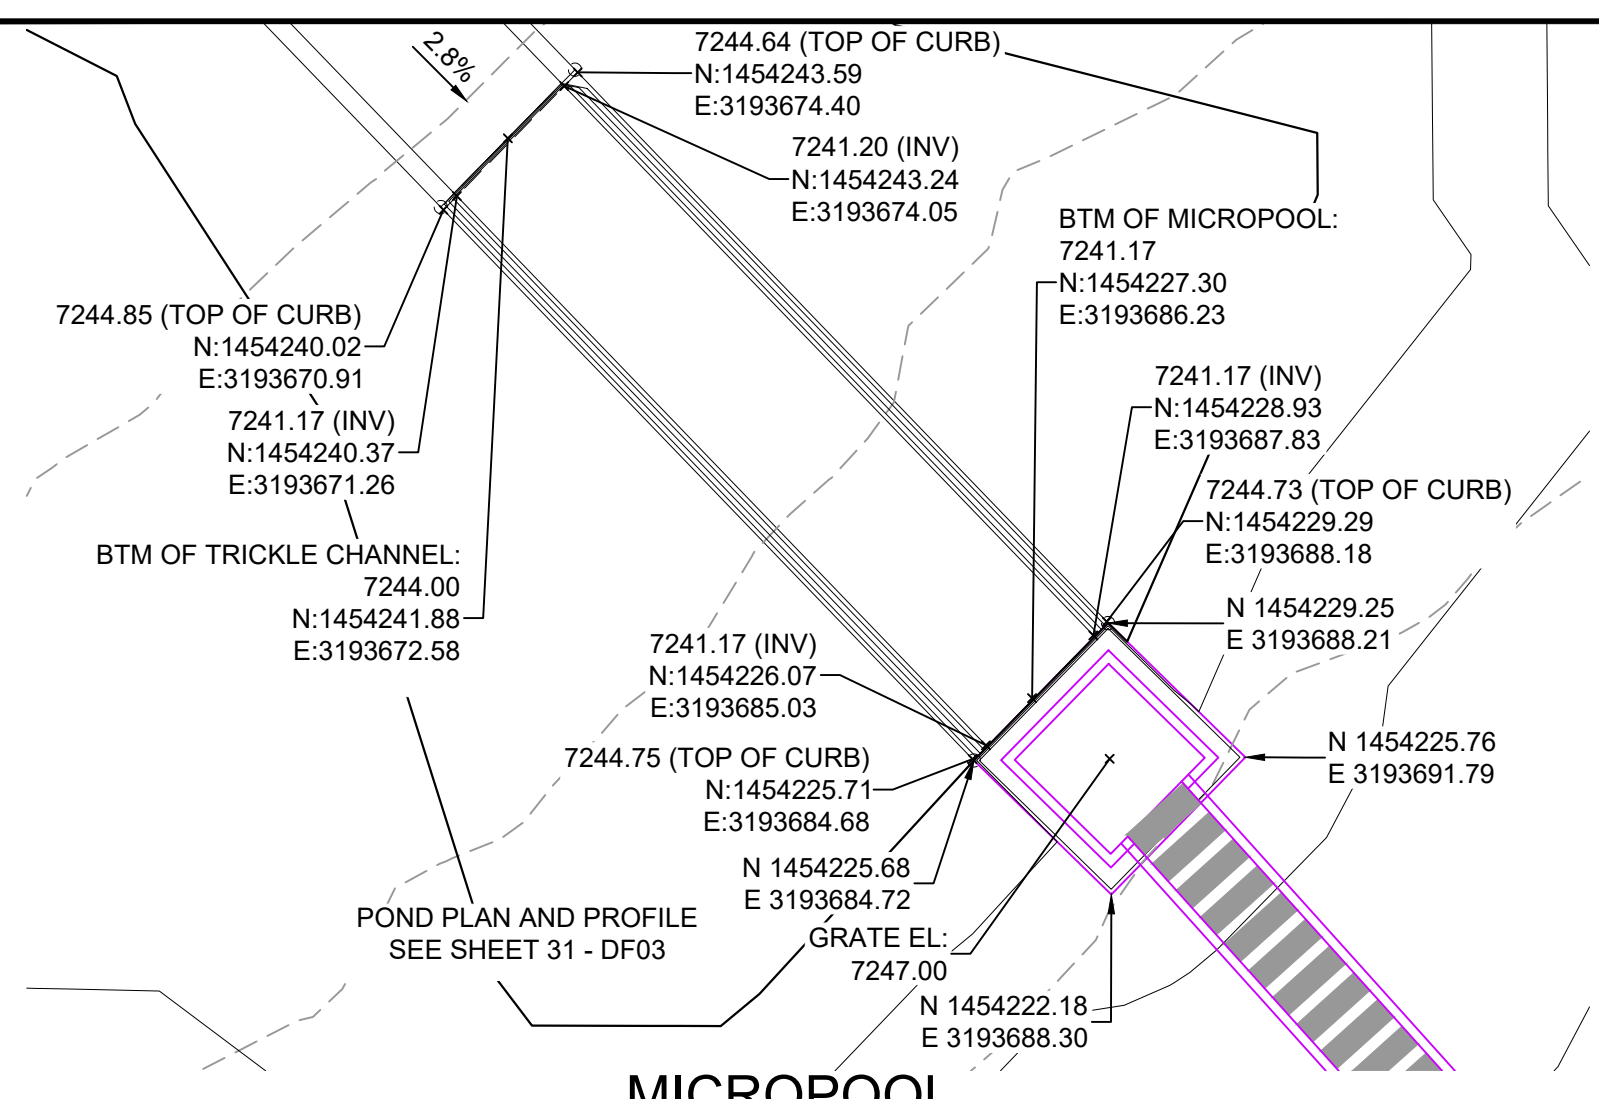 2.8%
7244.64 (TOP OF CURB)
N:1454243.59
E:3193674.40
7241.20 (INV)
N:1454243.24
E:3193674.05
BTM OF MICROPOOL:
7241.17
N:1454227.30
E:3193686.23
7244.85 (TOP OF CURB)
N:1454240.02
E:3193670.91
7241.17 (INV)
N:1454228.93
E:3193687.83
7241.17 (INV)
N:1454240.37
E:3193671.26
7244.73 (TOP OF CURB)
N:1454229.29
E:3193688.18
BTM OF TRICKLE CHANNEL:
7244.00
N:1454241.88
E:3193672.58
N 1454229.25
E 3193688.21
7241.17 (INV)
N:1454226.07
E:3193685.03
N 1454225.76
E 3193691.79
7244.75 (TOP OF CURB)
N:1454225.71
E:3193684.68
N 1454225.68
E 3193684.72
POND PLAN AND PROFILE
SEE SHEET 31 - DF03
GRATE EL:
7247.00
N 1454222.18
E 3193688.30
MICROPOOL